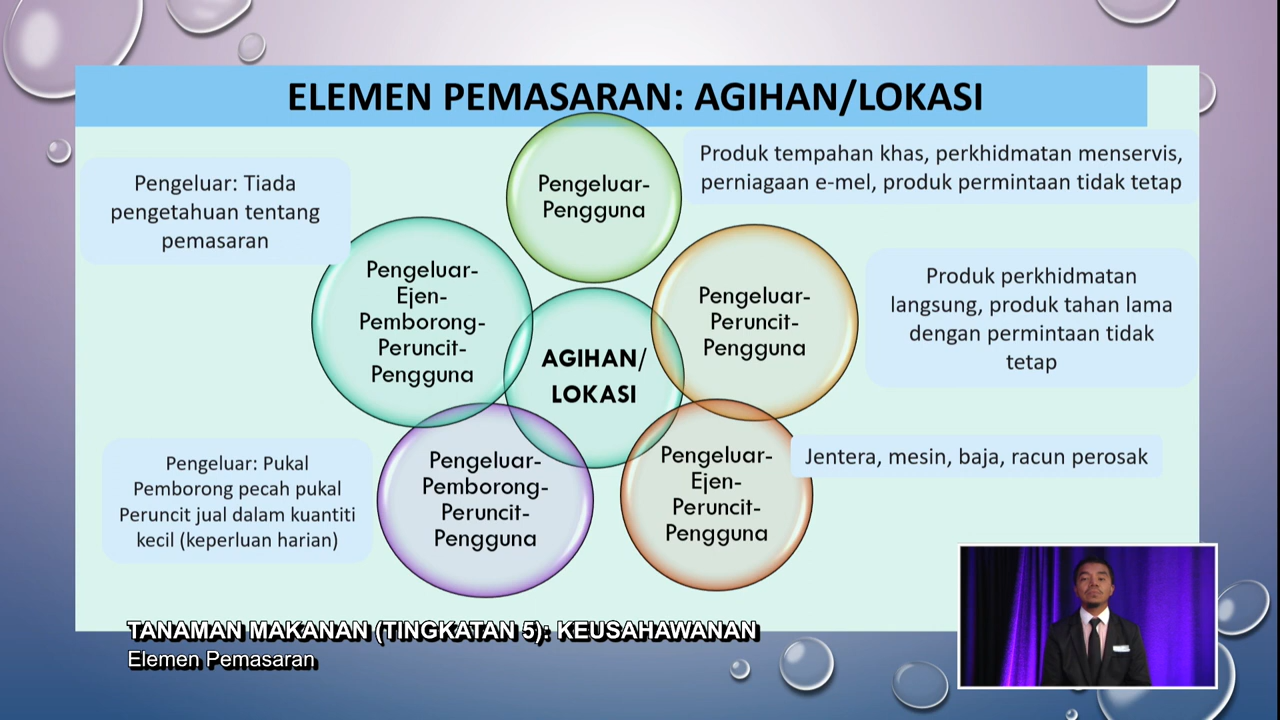 ELEMEN PEMASARAN: AGIHAN/LOKASI
Pengeluar-
Pengguna
Produk tempahan khas, perkhidmatan menservis,
perniagaan e-mel, produk permintaan tidak tetap
Pengeluar: Tiada
pengetahuan tentang
pemasaran
Pengeluar-
Ejen-
Pemborong-
Peruncit-
Pengguna
Pengeluar-
Peruncit-
Pengguna
Produk perkhidmatan
langsung, produk tahan lama
dengan permintaan tidak
tetap
AGIHAN/
LOKASI
Pengeluar: Pukal
Pemborong pecah pukal
Peruncit jual dalam kuantiti
kecil (keperluan harian)
Pengeluar-
Pemborong-
Peruncit-
Pengguna
Pengeluar-
Ejen-
Peruncit-
Pengguna
Jentera, mesin, baja, racun perosak
TANAMAN MAKANAN (TINGKATAN 5): KEUSAHAWANAN
Elemen Pemasaran